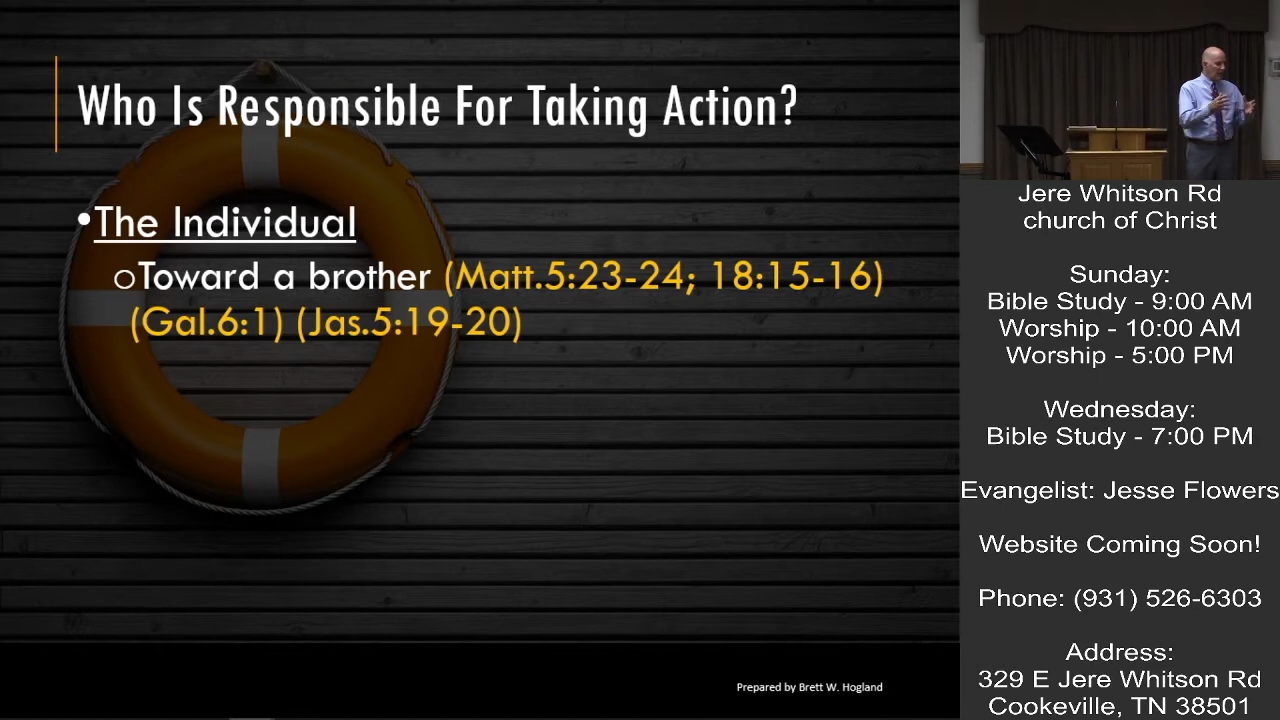 Who Is Responsible For Taking Action?
•The Individual
oToward a brother (Matt.5:23-24; 18:15-16)
(Gal.6:1) (Jas.5:19-20)
Prepared by Brett W. Hogland
Jere Whitson Rd
church of Christ
Sunday:
Bible Study - 9:00 AM
Worship - 10:00 AM
Worship - 5:00 PM
Wednesday:
Bible Study - 7:00 PM
Evangelist: Jesse Flowers
Website Coming Soon!
Phone: (931) 526-6303
Address:
329 E Jere Whitson Rd
Cookeville, TN 38501